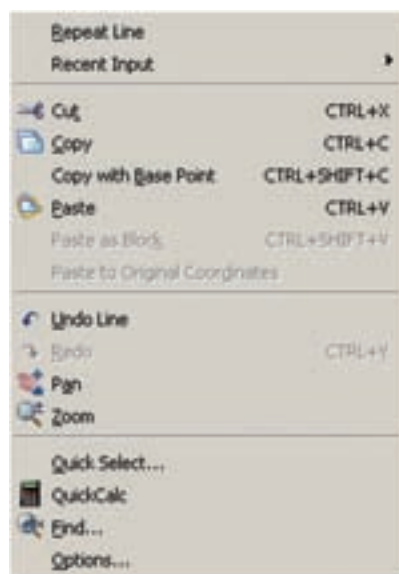 Repeat Line
Recent Input
Cut CTRL+X
Copy CTRL+C
Copy with Base Point CTRL+SHIFT+C
Paste CTRL+V
Paste as Block CTRL+SHIFT+V
Paste to Original Coordinates
Undo Line
Redo CTRL+Y
Pan
Zoom
Quick Select...
QuickCalc
Find...
Options...